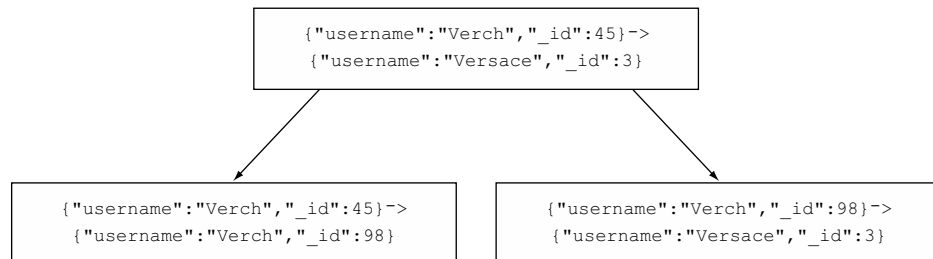 {"username":"Verch","_id":45}->
{"username":"Versace","_id":3}
{"username":"Verch","_id":45}->
{"username":"Verch","_id":98}
{"username":"Verch","_id":98}->
{"username":"Versace","_id":3}